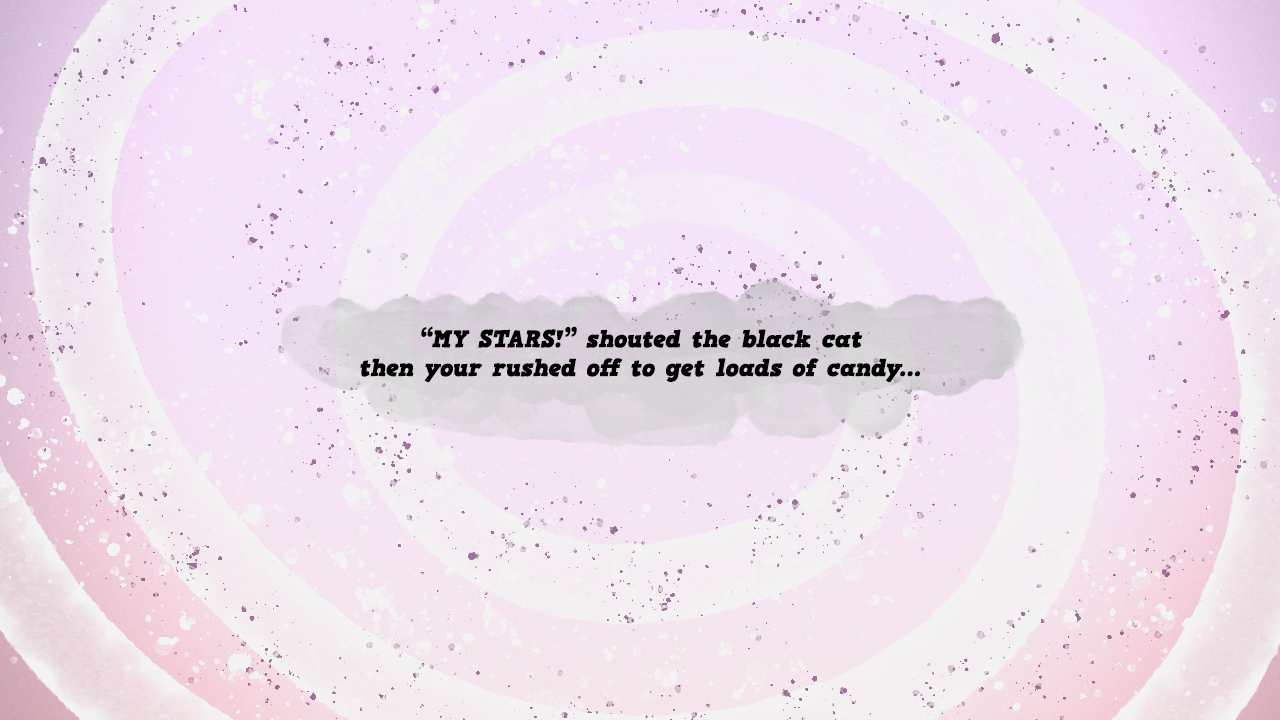 “MY STARS!” shouted the black cat
then your rushed off to get loads of candy...